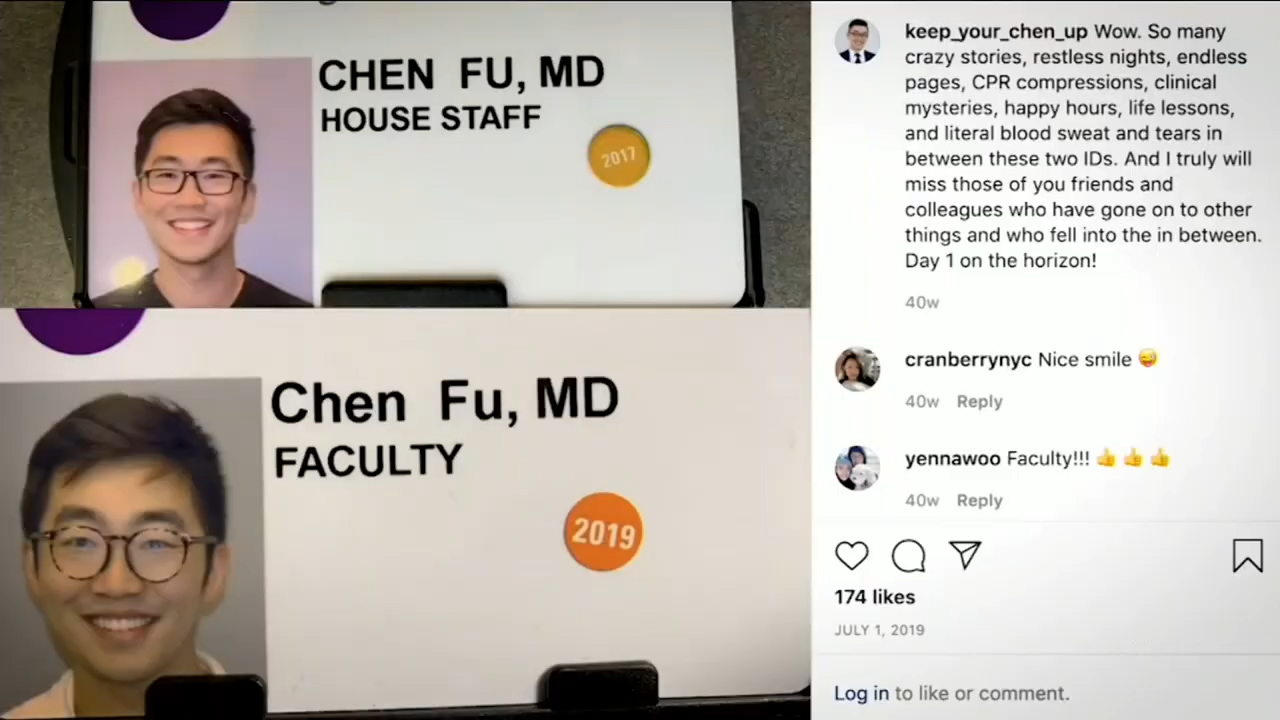 CHEN FU, MD
HOUSE STAFF
2017
Chen Fu, MD
FACULTY
2019
keep_your_chen_up Wow. So many
crazy stories, restless nights, endless
pages, CPR compressions, clinical
mysteries, happy hours, life lessons,
and literal blood sweat and tears in
between these two IDs. And I truly will
miss those of you friends and
colleagues who have gone on to other
things and who fell into the in between.
Day 1 on the horizon!
40w
cranberrynyc Nice smile 😜
40w Reply
yennawoo Faculty!!! 👍 👍 👍
40w Reply
174 likes
JULY 1, 2019
Log in to like or comment.